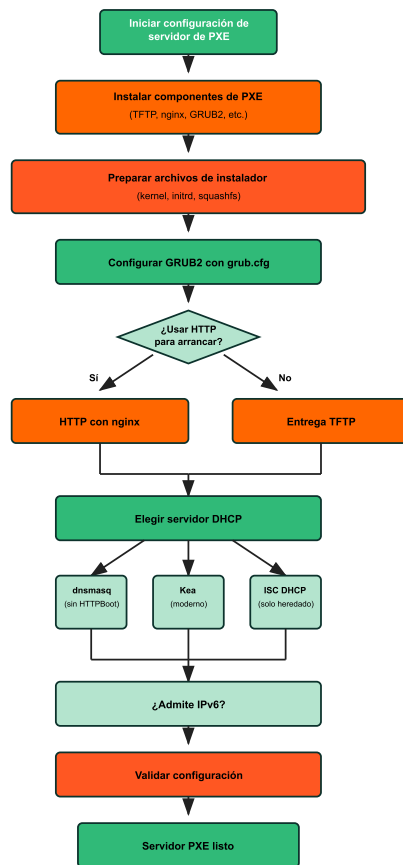 Iniciar configuración de
servidor de PXE
Instalar componentes de PXE
(TFTP, nginx, GRUB2, etc.)
Preparar archivos de instalador
(kernel, initrd, squashfs)
Configurar GRUB2 con grub.cfg
¿Usar HTTP
para arrancar?
Sí
No
HTTP con nginx
Entrega TFTP
Elegir servidor DHCP
dnsmasq
(sin HTTPBoot)
Kea
(moderno)
ISC DHCP
(solo heredado)
¿Admite IPv6?
Validar configuración
Servidor PXE listo